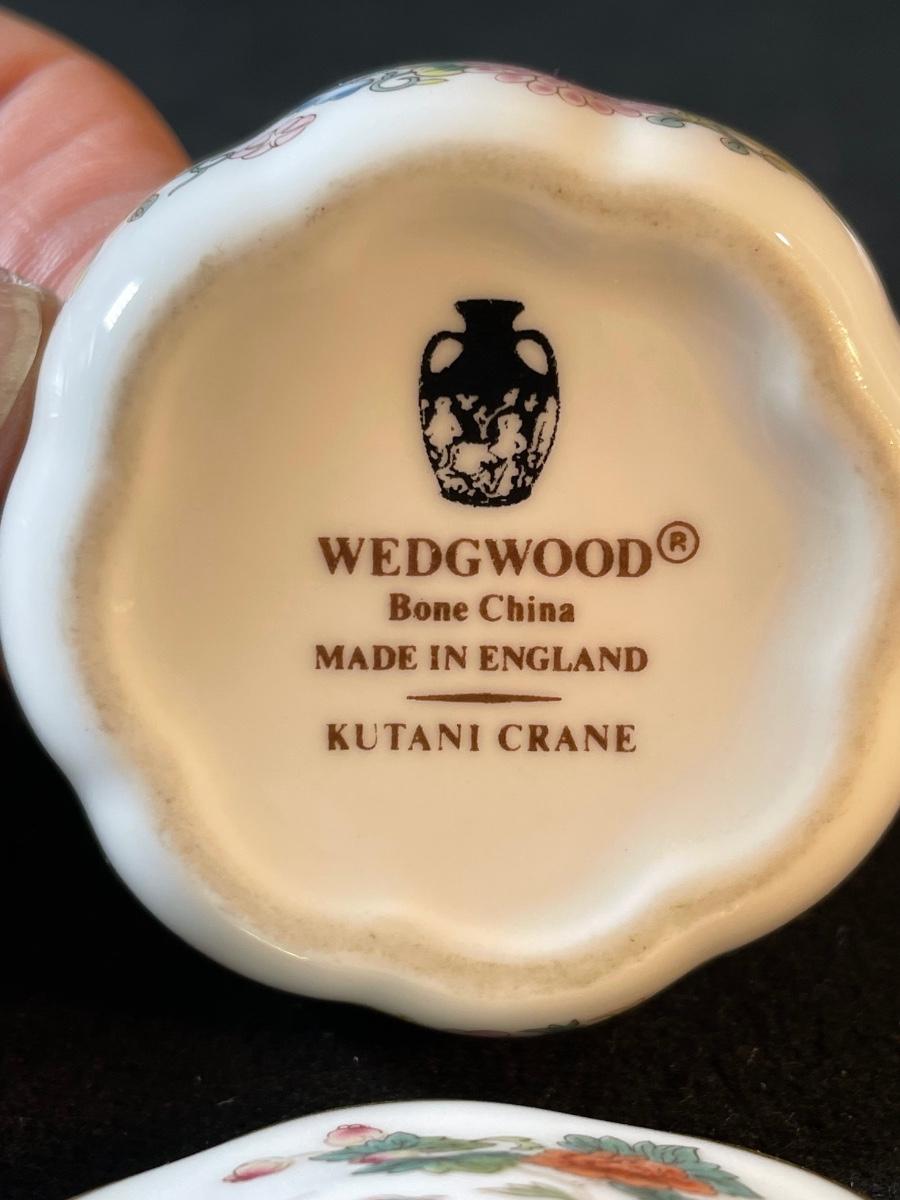 WEDGWOOD®
Bone China
MADE IN ENGLAND
KUTANI CRANE